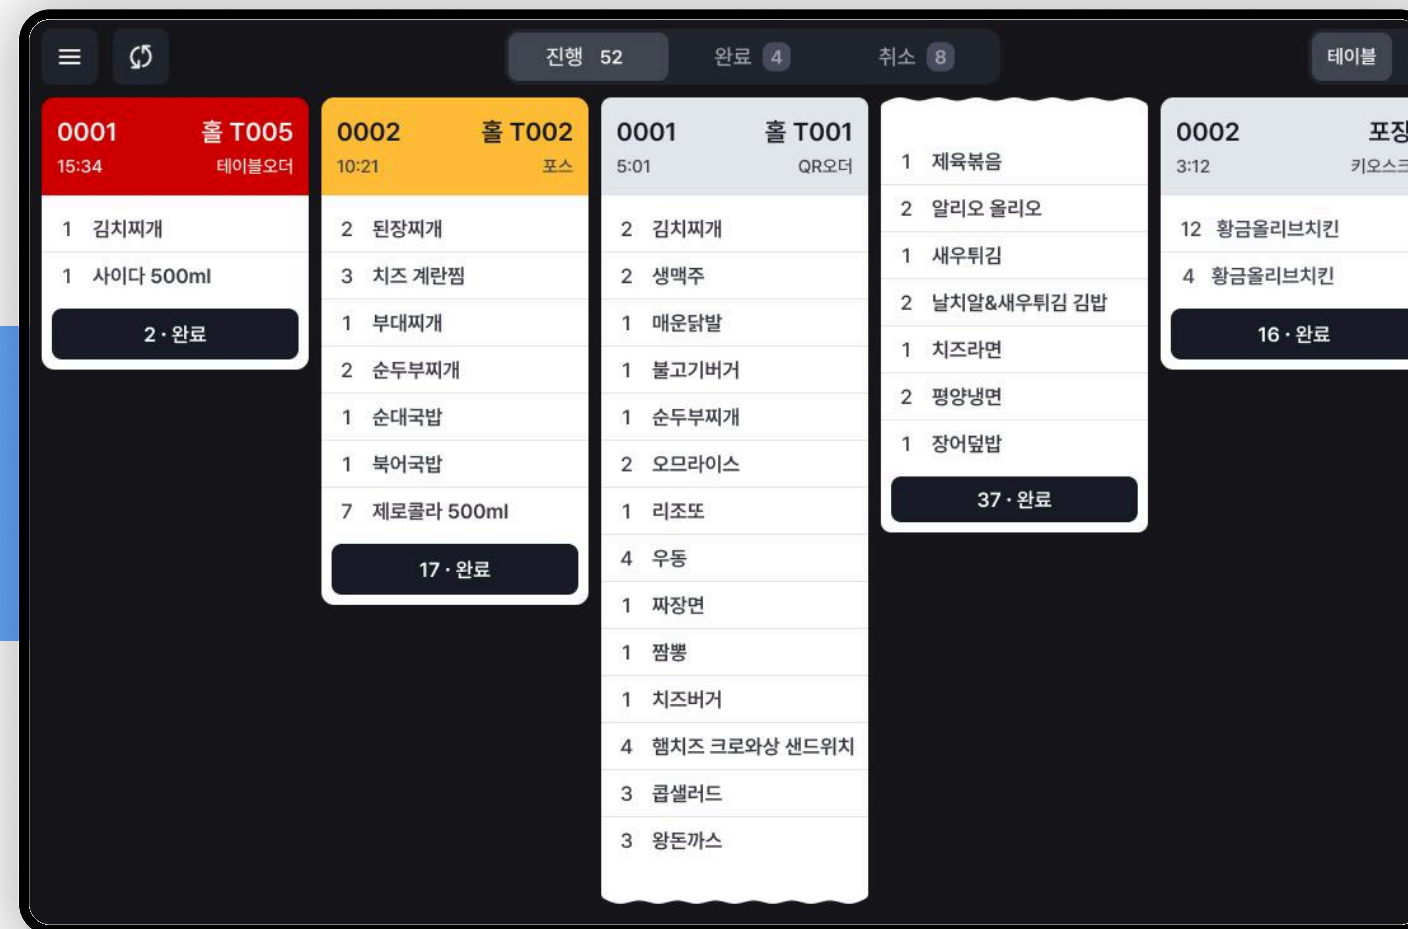 진행 52 완료 4 취소 8 테이블
0001 홀 T005
15:34 테이블오더
1 김치찌개
1 사이다 500ml
2 · 완료
0002 홀 T002
10:21 포스
2 된장찌개
3 치즈 계란찜
1 부대찌개
2 순두부찌개
1 순대국밥
1 북어국밥
7 제로콜라 500ml
17 · 완료
0001 홀 T001
5:01 QR오더
2 김치찌개
2 생맥주
1 매운닭발
1 불고기버거
1 순두부찌개
2 오므라이스
1 리조또
4 우동
1 짜장면
1 짬뽕
1 치즈버거
4 햄치즈 크로와상 샌드위치
3 콥샐러드
3 왕돈까스
1 제육볶음
2 알리오 올리오
1 새우튀김
2 날치알&새우튀김 김밥
1 치즈라면
2 평양냉면
1 장어덮밥
37 · 완료
0002 포장
3:12 키오스크
12 황금올리브치킨
4 황금올리브치킨
16 · 완료